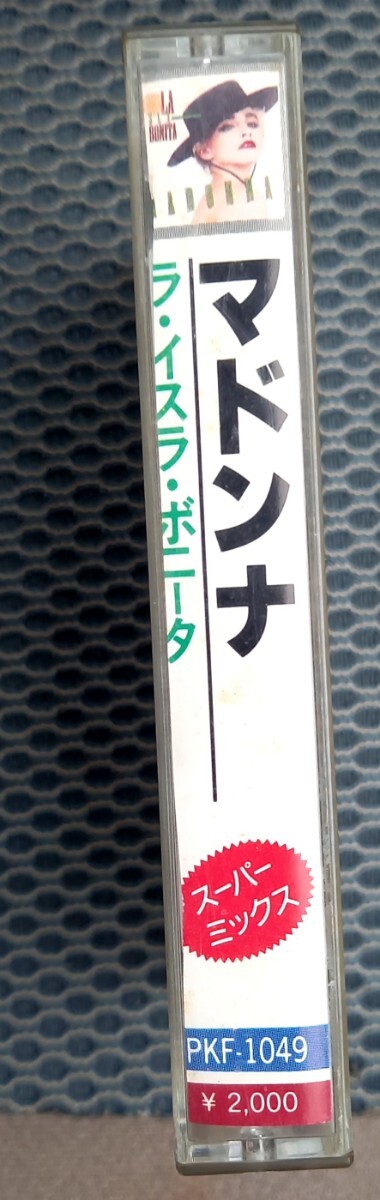 LA
BONITA
MADONNA
マドンナ
ラ・イスラ・ボニータ
スーパー
ミックス
PKF-1049
¥ 2,000